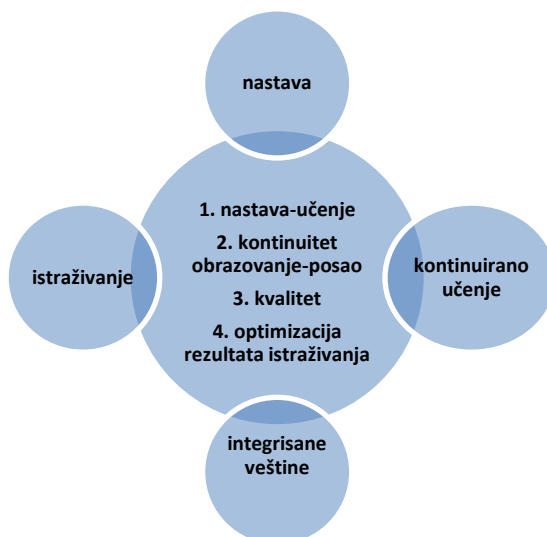 nastava
1. nastava-učenje
2. kontinuitet
obrazovanje-posao
3. kvalitet
4. optimizacija
rezultata istraživanja
istraživanje
kontinuirano
učenje
integrisane
veštine